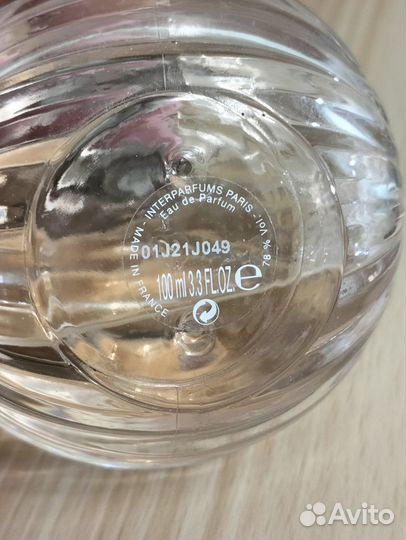 MADE IN FRANCE - INTERPARFUMS PARIS - Vol. 78 %
Eau de Parfum
01J21J049
100 ml 3.3 FL.OZ. e
Avito